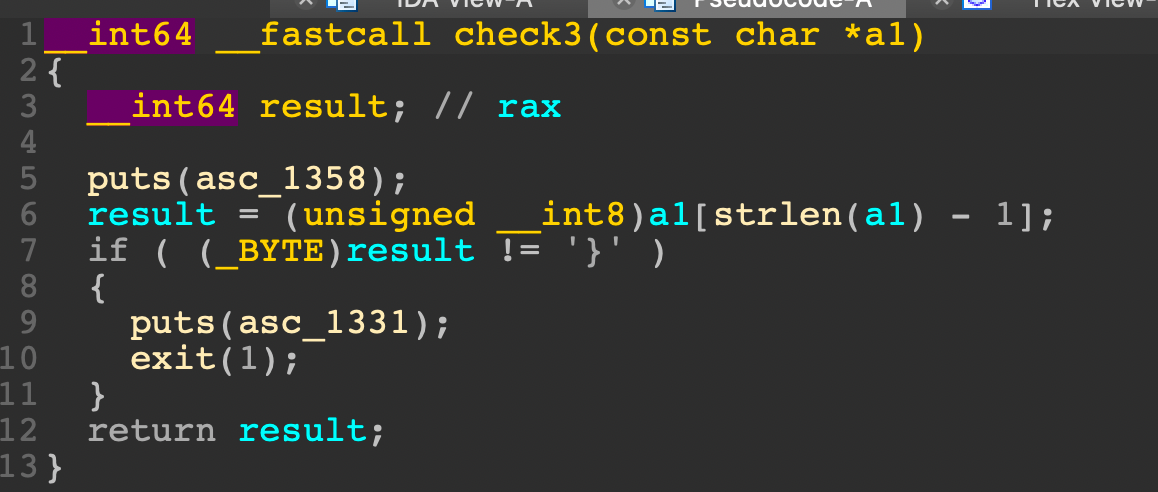 IDA View-A Pseudocode-A Hex View-
1 __int64 __fastcall check3(const char *a1)
2 {
3 __int64 result; // rax
4
5 puts(asc_1358);
6 result = (unsigned __int8)a1[strlen(a1) - 1];
7 if ( (_BYTE)result != '}' )
8 {
9 puts(asc_1331);
10 exit(1);
11 }
12 return result;
13 }